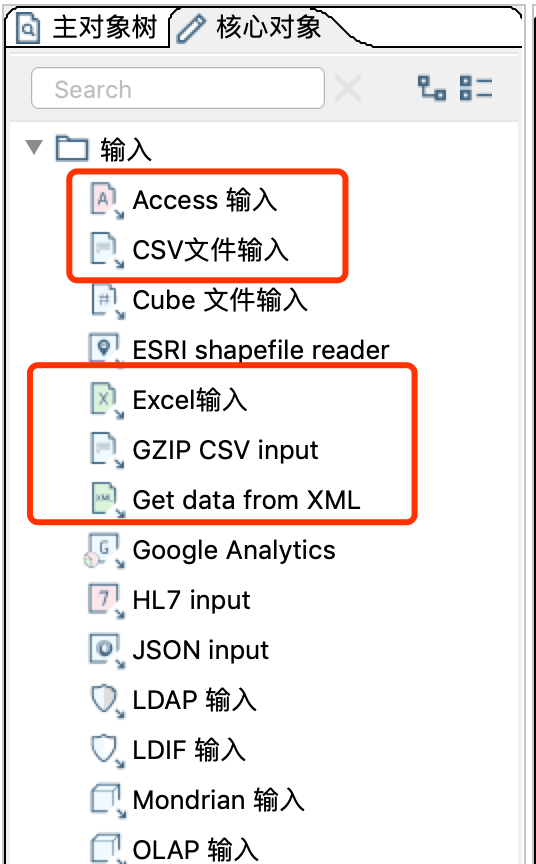 主对象树 核心对象
Search
输入
Access 输入
CSV文件输入
Cube 文件输入
ESRI shapefile reader
Excel输入
GZIP CSV input
Get data from XML
Google Analytics
HL7 input
JSON input
LDAP 输入
LDIF 输入
Mondrian 输入
OLAP 输入